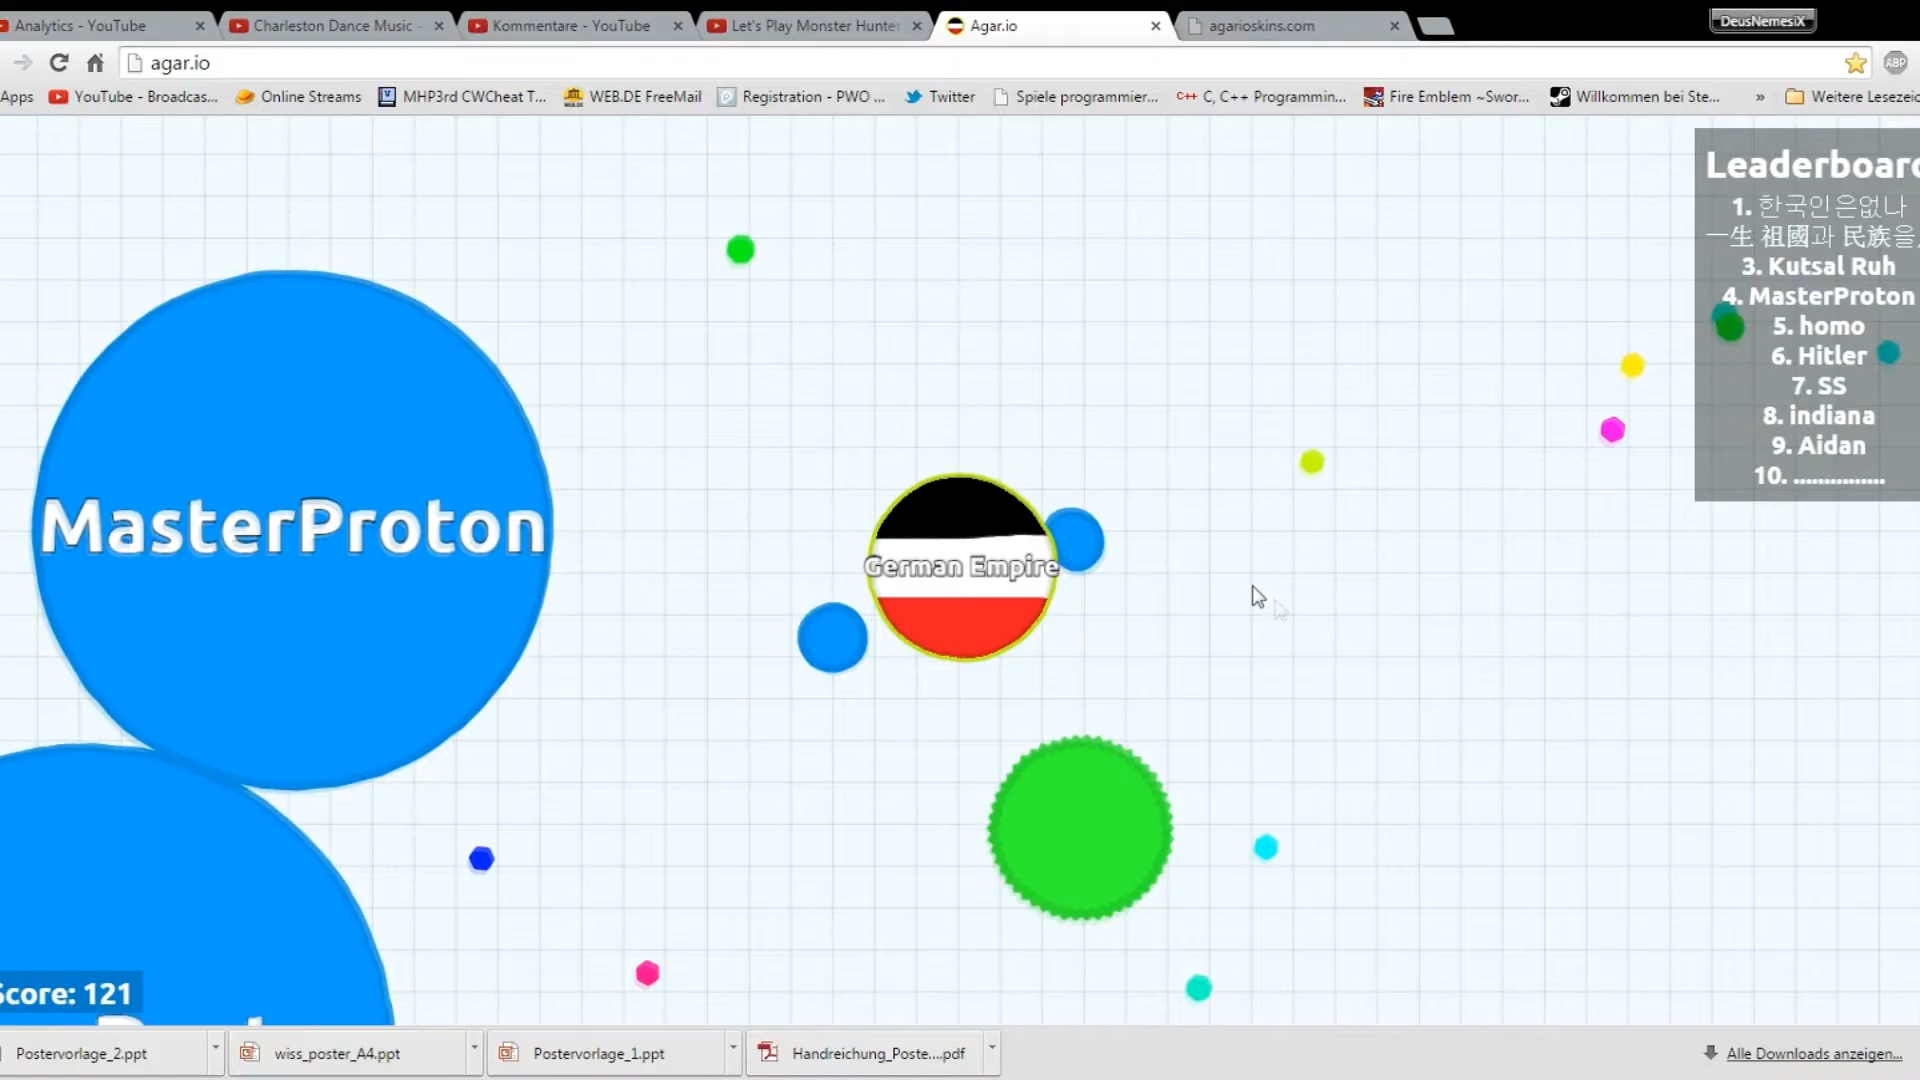 Analytics - YouTube
Charleston Dance Music -
Kommentare - YouTube
Let's Play Monster Hunter
Agar.io
agarioskins.com
DeusNemesiX
agar.io
ABP
Apps
YouTube - Broadcas...
Online Streams
MHP3rd CWCheat T...
WEB.DE FreeMail
Registration - PWO ...
Twitter
Spiele programmier...
C, C++ Programmin...
Fire Emblem ~Swor...
Willkommen bei Ste...
»
Weitere Lesezeic
Leaderboard
1. 한국인은없나
一生 祖國과 民族을
3. Kutsal Ruh
4. MasterProton
5. homo
6. Hitler
7. SS
8. indiana
9. Aidan
10. ...............
MasterProton
German Empire
Score: 121
Postervorlage_2.ppt
wiss_poster_A4.ppt
Postervorlage_1.ppt
Handreichung_Poste....pdf
Alle Downloads anzeigen...